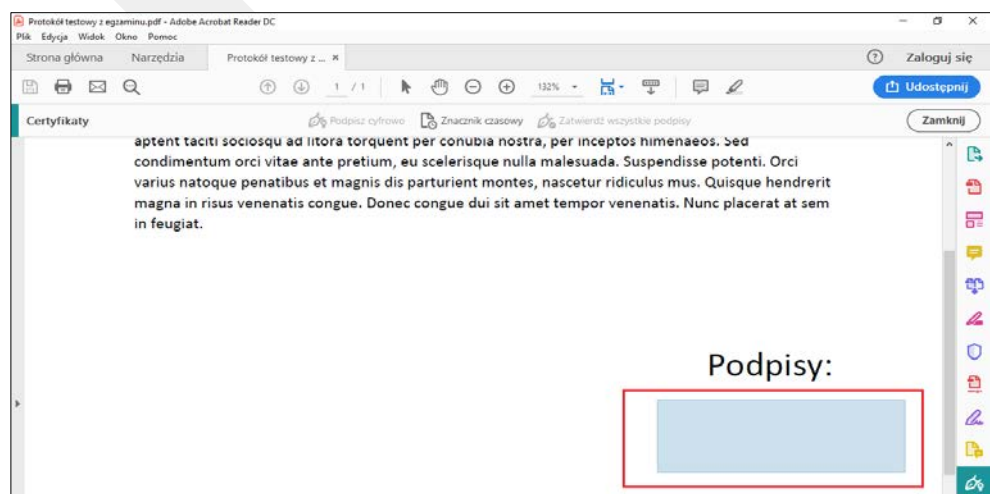 Protokół testowy z egzaminu.pdf - Adobe Acrobat Reader DC
Plik Edycja Widok Okno Pomoc
Strona główna Narzędzia Protokół testowy z ... × Zaloguj się
1 / 1 132% Udostępnij
Certyfikaty Podpisz cyfrowo Znacznik czasowy Zatwierdź wszystkie podpisy Zamknij
aptent taciti sociosqu ad litora torquent per conubia nostra, per inceptos himenaeos. Sed
condimentum orci vitae ante pretium, eu scelerisque nulla malesuada. Suspendisse potenti. Orci
varius natoque penatibus et magnis dis parturient montes, nascetur ridiculus mus. Quisque hendrerit
magna in risus venenatis congue. Donec congue dui sit amet tempor venenatis. Nunc placerat at sem
in feugiat.
Podpisy: